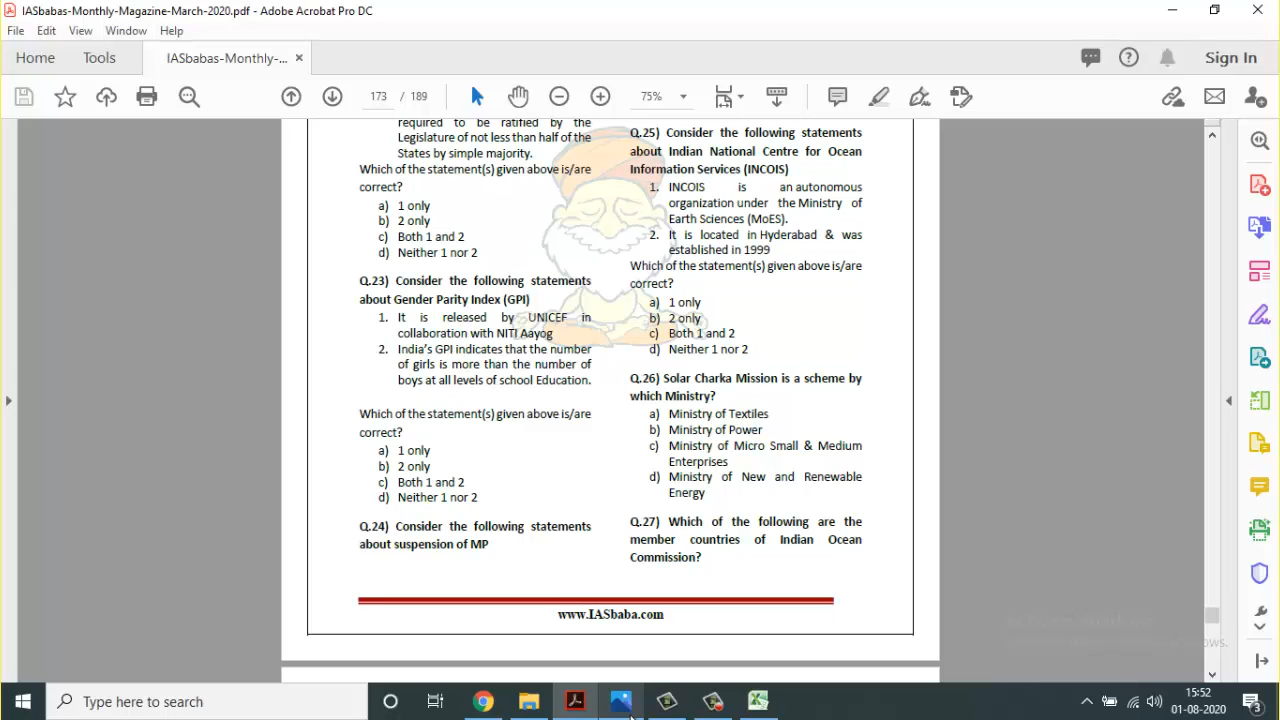 IASbabas-Monthly-Magazine-March-2020.pdf - Adobe Acrobat Pro DC
File Edit View Window Help
Home Tools IASbabas-Monthly-... × Sign In
173 / 189 75%
required to be ratified by the
Legislature of not less than half of the
States by simple majority.
Which of the statement(s) given above is/are
correct?
a) 1 only
b) 2 only
c) Both 1 and 2
d) Neither 1 nor 2
Q.23) Consider the following statements
about Gender Parity Index (GPI)
1. It is released by UNICEF in
collaboration with NITI Aayog
2. India's GPI indicates that the number
of girls is more than the number of
boys at all levels of school Education.
Which of the statement(s) given above is/are
correct?
a) 1 only
b) 2 only
c) Both 1 and 2
d) Neither 1 nor 2
Q.24) Consider the following statements
about suspension of MP
Q.25) Consider the following statements
about Indian National Centre for Ocean
Information Services (INCOIS)
1. INCOIS is an autonomous
organization under the Ministry of
Earth Sciences (MoES).
2. It is located in Hyderabad & was
established in 1999
Which of the statement(s) given above is/are
correct?
a) 1 only
b) 2 only
c) Both 1 and 2
d) Neither 1 nor 2
Q.26) Solar Charka Mission is a scheme by
which Ministry?
a) Ministry of Textiles
b) Ministry of Power
c) Ministry of Micro Small & Medium
Enterprises
d) Ministry of New and Renewable
Energy
Q.27) Which of the following are the
member countries of Indian Ocean
Commission?
www.IASbaba.com
Type here to search
15:52
01-08-2020
3